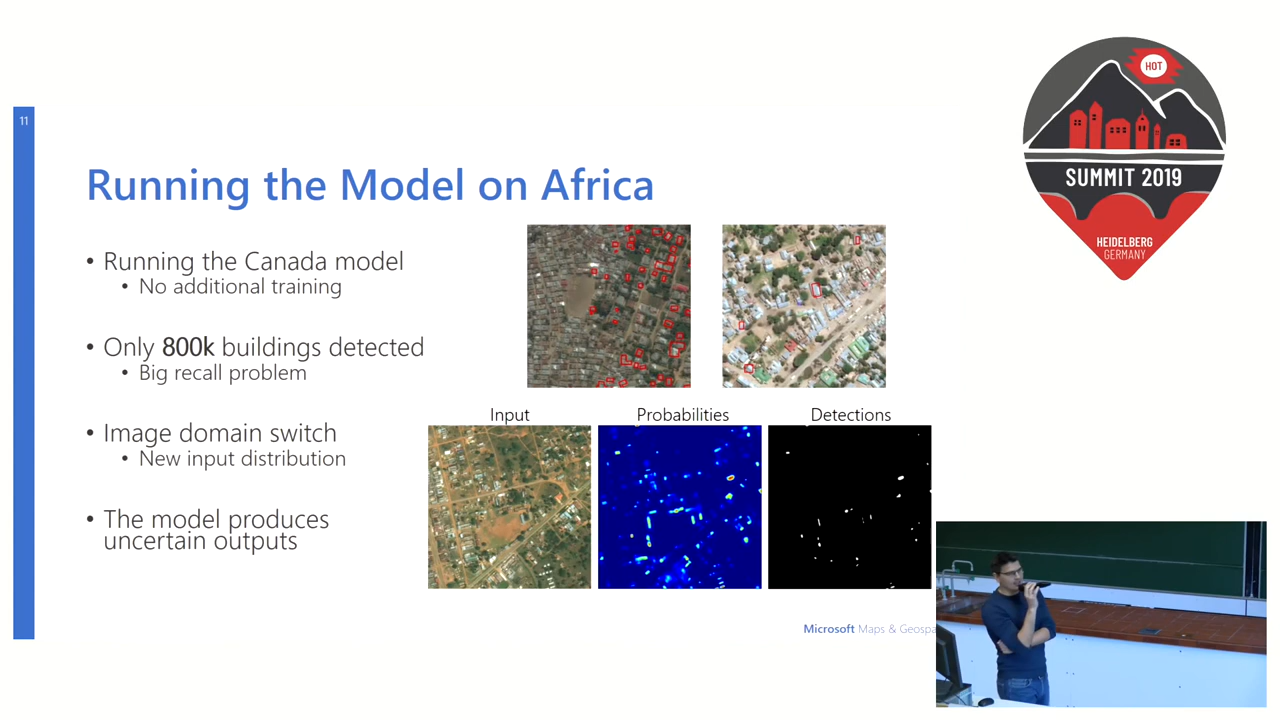 11
Running the Model on Africa
• Running the Canada model
• No additional training
• Only 800k buildings detected
• Big recall problem
• Image domain switch
• New input distribution
• The model produces
uncertain outputs
Input
Probabilities
Detections
Microsoft Maps &
HOT
SUMMIT 2019
HEIDELBERG
GERMANY